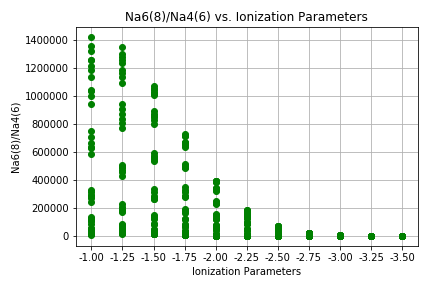 Na6(8)/Na4(6) vs. Ionization Parameters
Na6(8)/Na4(6)
1400000
1200000
1000000
800000
600000
400000
200000
0
-1.00 -1.25 -1.50 -1.75 -2.00 -2.25 -2.50 -2.75 -3.00 -3.25 -3.50
Ionization Parameters